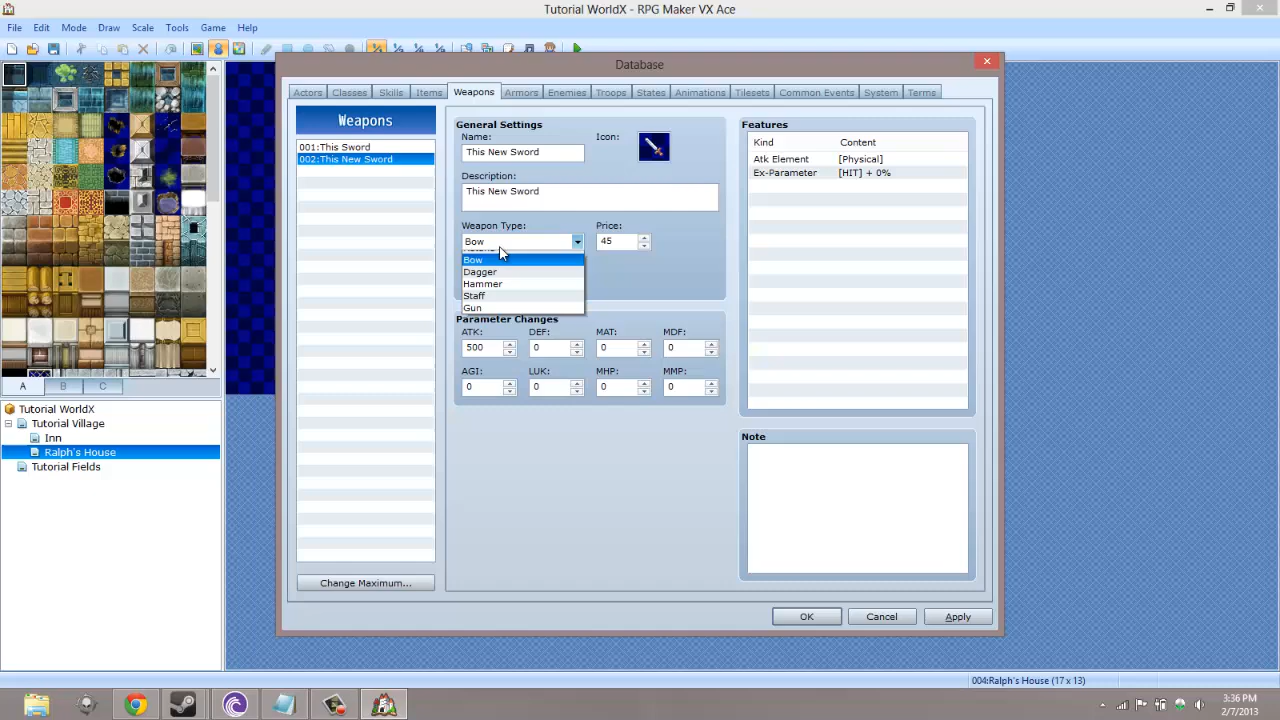 Tutorial WorldX - RPG Maker VX Ace
File Edit Mode Draw Scale Tools Game Help
Database
Actors Classes Skills Items Weapons Armors Enemies Troops States Animations Tilesets Common Events System Terms
Weapons
001:This Sword
002:This New Sword
Change Maximum...
General Settings
Name:
This New Sword
Icon:
Description:
This New Sword
Weapon Type:
Bow
Price:
45
Bow
Dagger
Hammer
Staff
Gun
Parameter Changes
ATK: DEF: MAT: MDF:
500 0 0 0
AGI: LUK: MHP: MMP:
0 0 0 0
Features
Kind Content
Atk Element [Physical]
Ex-Parameter [HIT] + 0%
Note
OK Cancel Apply
A B C
Tutorial WorldX
Tutorial Village
Inn
Ralph's House
Tutorial Fields
004:Ralph's House (17 x 13)
3:36 PM
2/7/2013